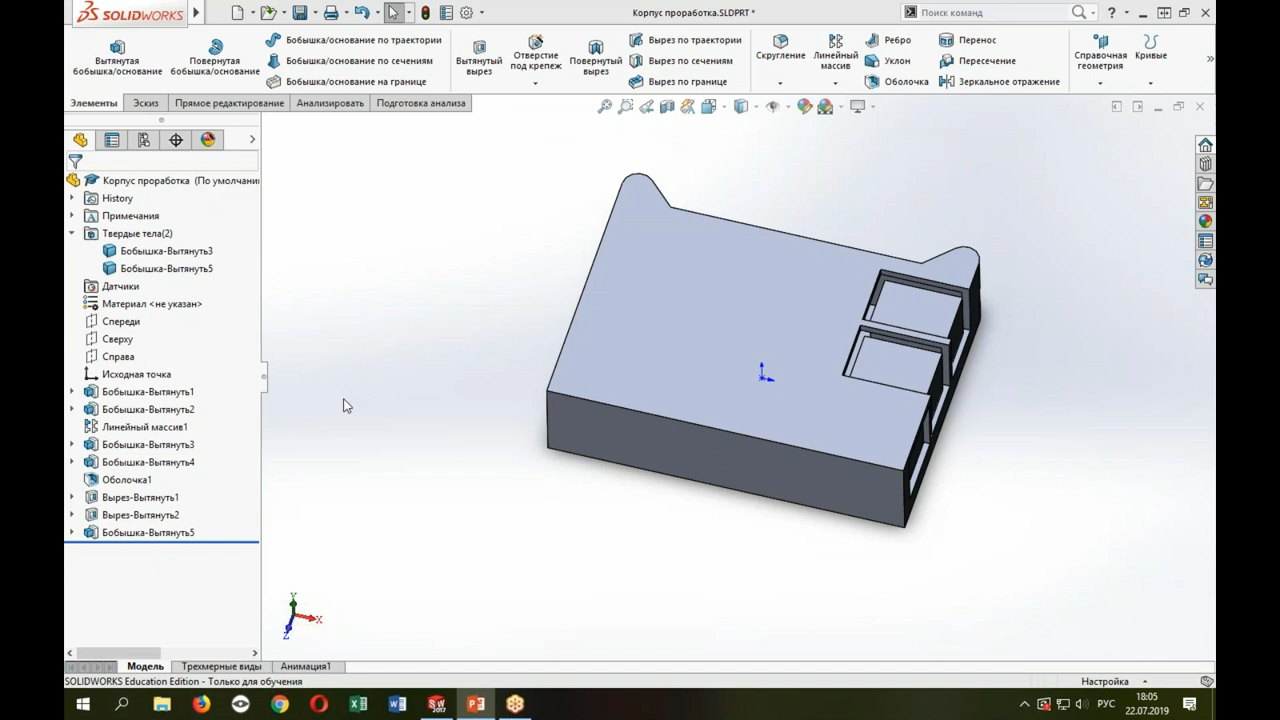 SOLIDWORKS
Корпус проработка.SLDPRT *
Поиск команд
?
Вытянутая бобышка/основание
Повернутая бобышка/основание
Бобышка/основание по траектории
Бобышка/основание по сечениям
Бобышка/основание на границе
Вытянутый вырез
Отверстие под крепеж
Повернутый вырез
Вырез по траектории
Вырез по сечениям
Вырез по границе
Скругление
Линейный массив
Ребро
Уклон
Оболочка
Перенос
Пересечение
Зеркальное отражение
Справочная геометрия
Кривые
Элементы
Эскиз
Прямое редактирование
Анализировать
Подготовка анализа
Корпус проработка (По умолчани
History
Примечания
Твердые тела(2)
Бобышка-Вытянуть3
Бобышка-Вытянуть5
Датчики
Материал <не указан>
Спереди
Сверху
Справа
Исходная точка
Бобышка-Вытянуть1
Бобышка-Вытянуть2
Линейный массив1
Бобышка-Вытянуть3
Бобышка-Вытянуть4
Оболочка1
Вырез-Вытянуть1
Вырез-Вытянуть2
Бобышка-Вытянуть5
Y
X
Z
Модель
Трехмерные виды
Анимация1
SOLIDWORKS Education Edition - Только для обучения
Настройка
РУС
18:05
22.07.2019